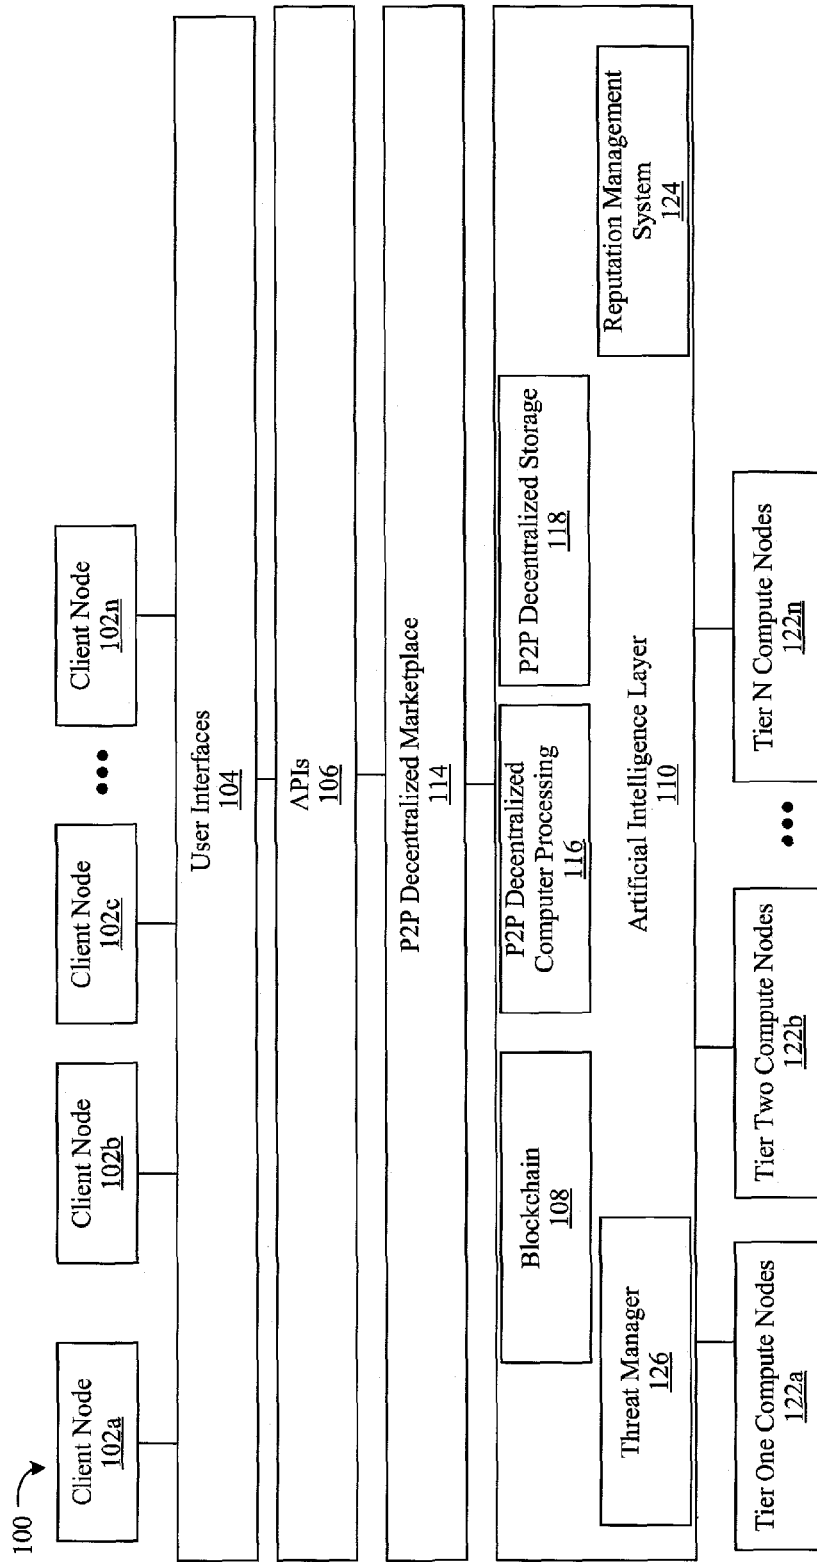 100
Client Node
102a
Client Node
102b
Client Node
102c
•••
Client Node
102n
User Interfaces
104
APIs
106
P2P Decentralized Marketplace
114
Blockchain
108
P2P Decentralized
Computer Processing
116
P2P Decentralized Storage
118
Threat Manager
126
Artificial Intelligence Layer
110
Reputation Management
System
124
Tier One Compute Nodes
122a
Tier Two Compute Nodes
122b
•••
Tier N Compute Nodes
122n